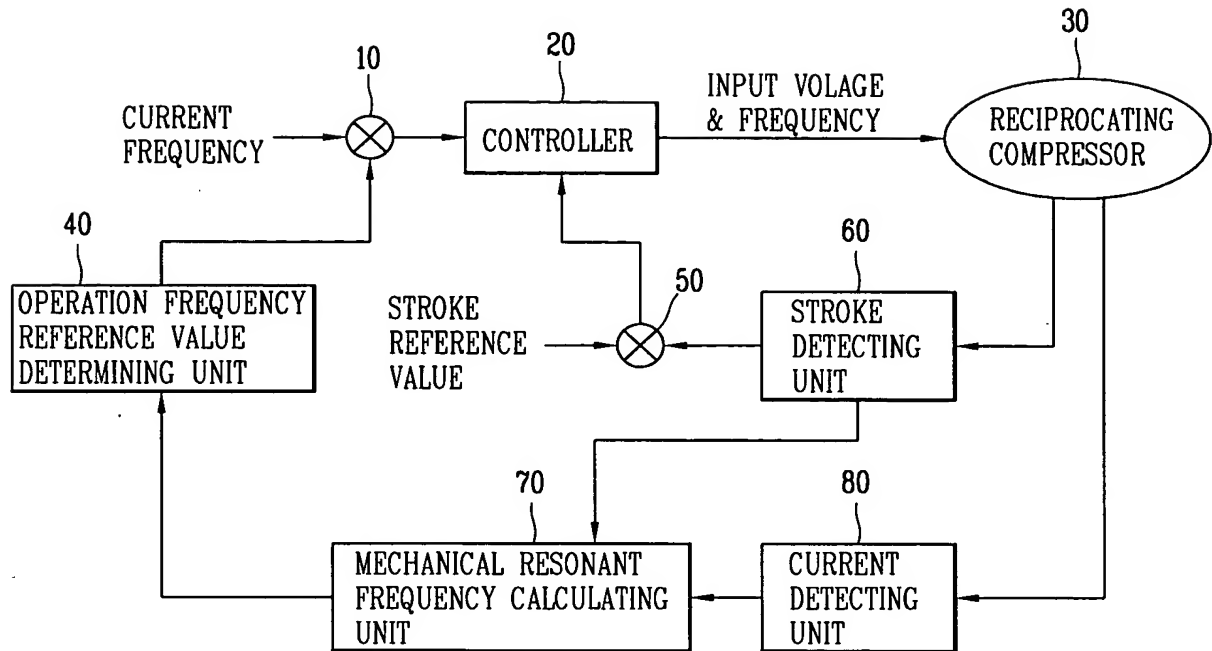 10
20
30
CURRENT
FREQUENCY
CONTROLLER
INPUT VOLAGE
& FREQUENCY
RECIPROCATING
COMPRESSOR
40
OPERATION FREQUENCY
REFERENCE VALUE
DETERMINING UNIT
STROKE
REFERENCE
VALUE
50
60
STROKE
DETECTING
UNIT
70
MECHANICAL RESONANT
FREQUENCY CALCULATING
UNIT
80
CURRENT
DETECTING
UNIT